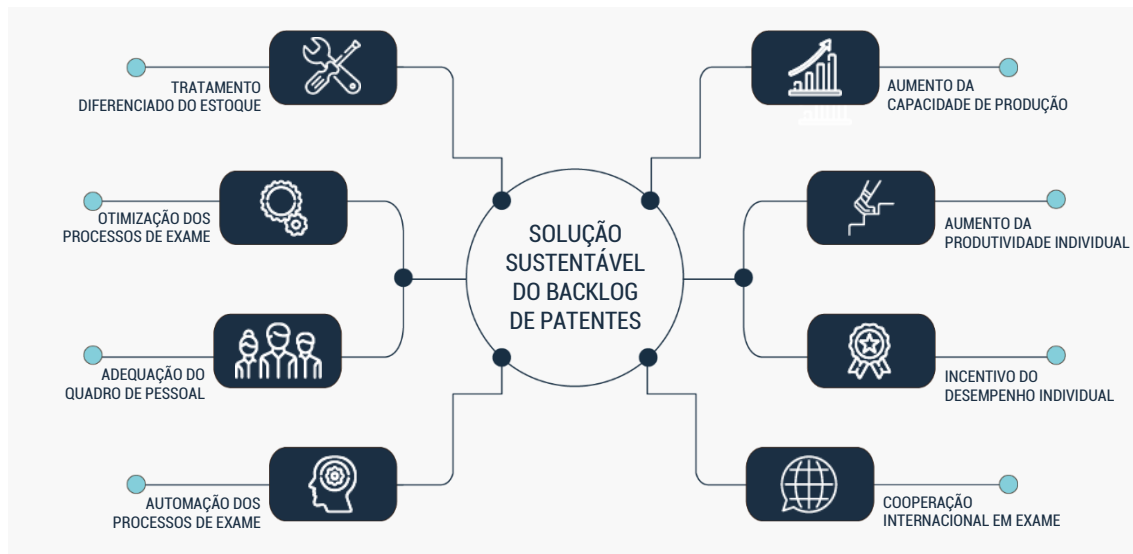 TRATAMENTO
DIFERENCIADO DO ESTOQUE
OTIMIZAÇÃO DOS
PROCESSOS DE EXAME
ADEQUAÇÃO DO
QUADRO DE PESSOAL
AUTOMAÇÃO DOS
PROCESSOS DE EXAME
SOLUÇÃO
SUSTENTÁVEL
DO BACKLOG
DE PATENTES
AUMENTO DA
CAPACIDADE DE PRODUÇÃO
AUMENTO DA
PRODUTIVIDADE INDIVIDUAL
INCENTIVO DO
DESEMPENHO INDIVIDUAL
COOPERAÇÃO
INTERNACIONAL EM EXAME